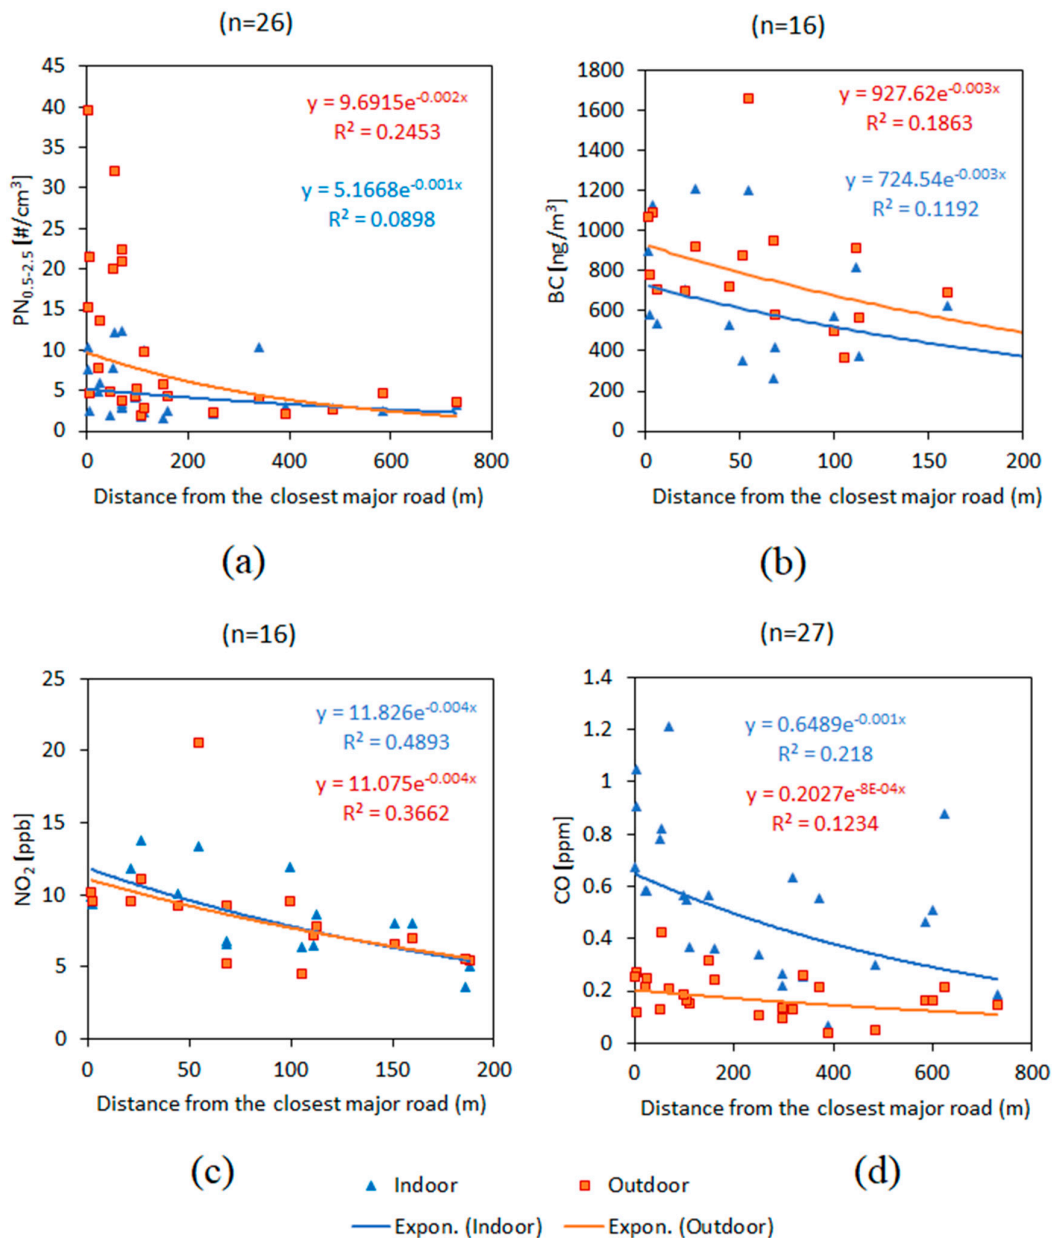 (n=26)
45
40
35
30
25
20
15
10
5
0
PN0.5-2.5 [#/cm3]
y = 9.6915e-0.002x
R2 = 0.2453
y = 5.1668e-0.001x
R2 = 0.0898
0 200 400 600 800
Distance from the closest major road (m)
(a)
(n=16)
1800
1600
1400
1200
1000
800
600
400
200
0
BC [ng/m3]
y = 927.62e-0.003x
R2 = 0.1863
y = 724.54e-0.003x
R2 = 0.1192
0 50 100 150 200
Distance from the closest major road (m)
(b)
(n=16)
25
20
15
10
5
0
NO2 [ppb]
y = 11.826e-0.004x
R2 = 0.4893
y = 11.075e-0.004x
R2 = 0.3662
0 50 100 150 200
Distance from the closest major road (m)
(c)
(n=27)
1.4
1.2
1
0.8
0.6
0.4
0.2
0
CO [ppm]
y = 0.6489e-0.001x
R2 = 0.218
y = 0.2027e-8E-04x
R2 = 0.1234
0 200 400 600 800
Distance from the closest major road (m)
(d)
Indoor Outdoor
Expon. (Indoor) Expon. (Outdoor)